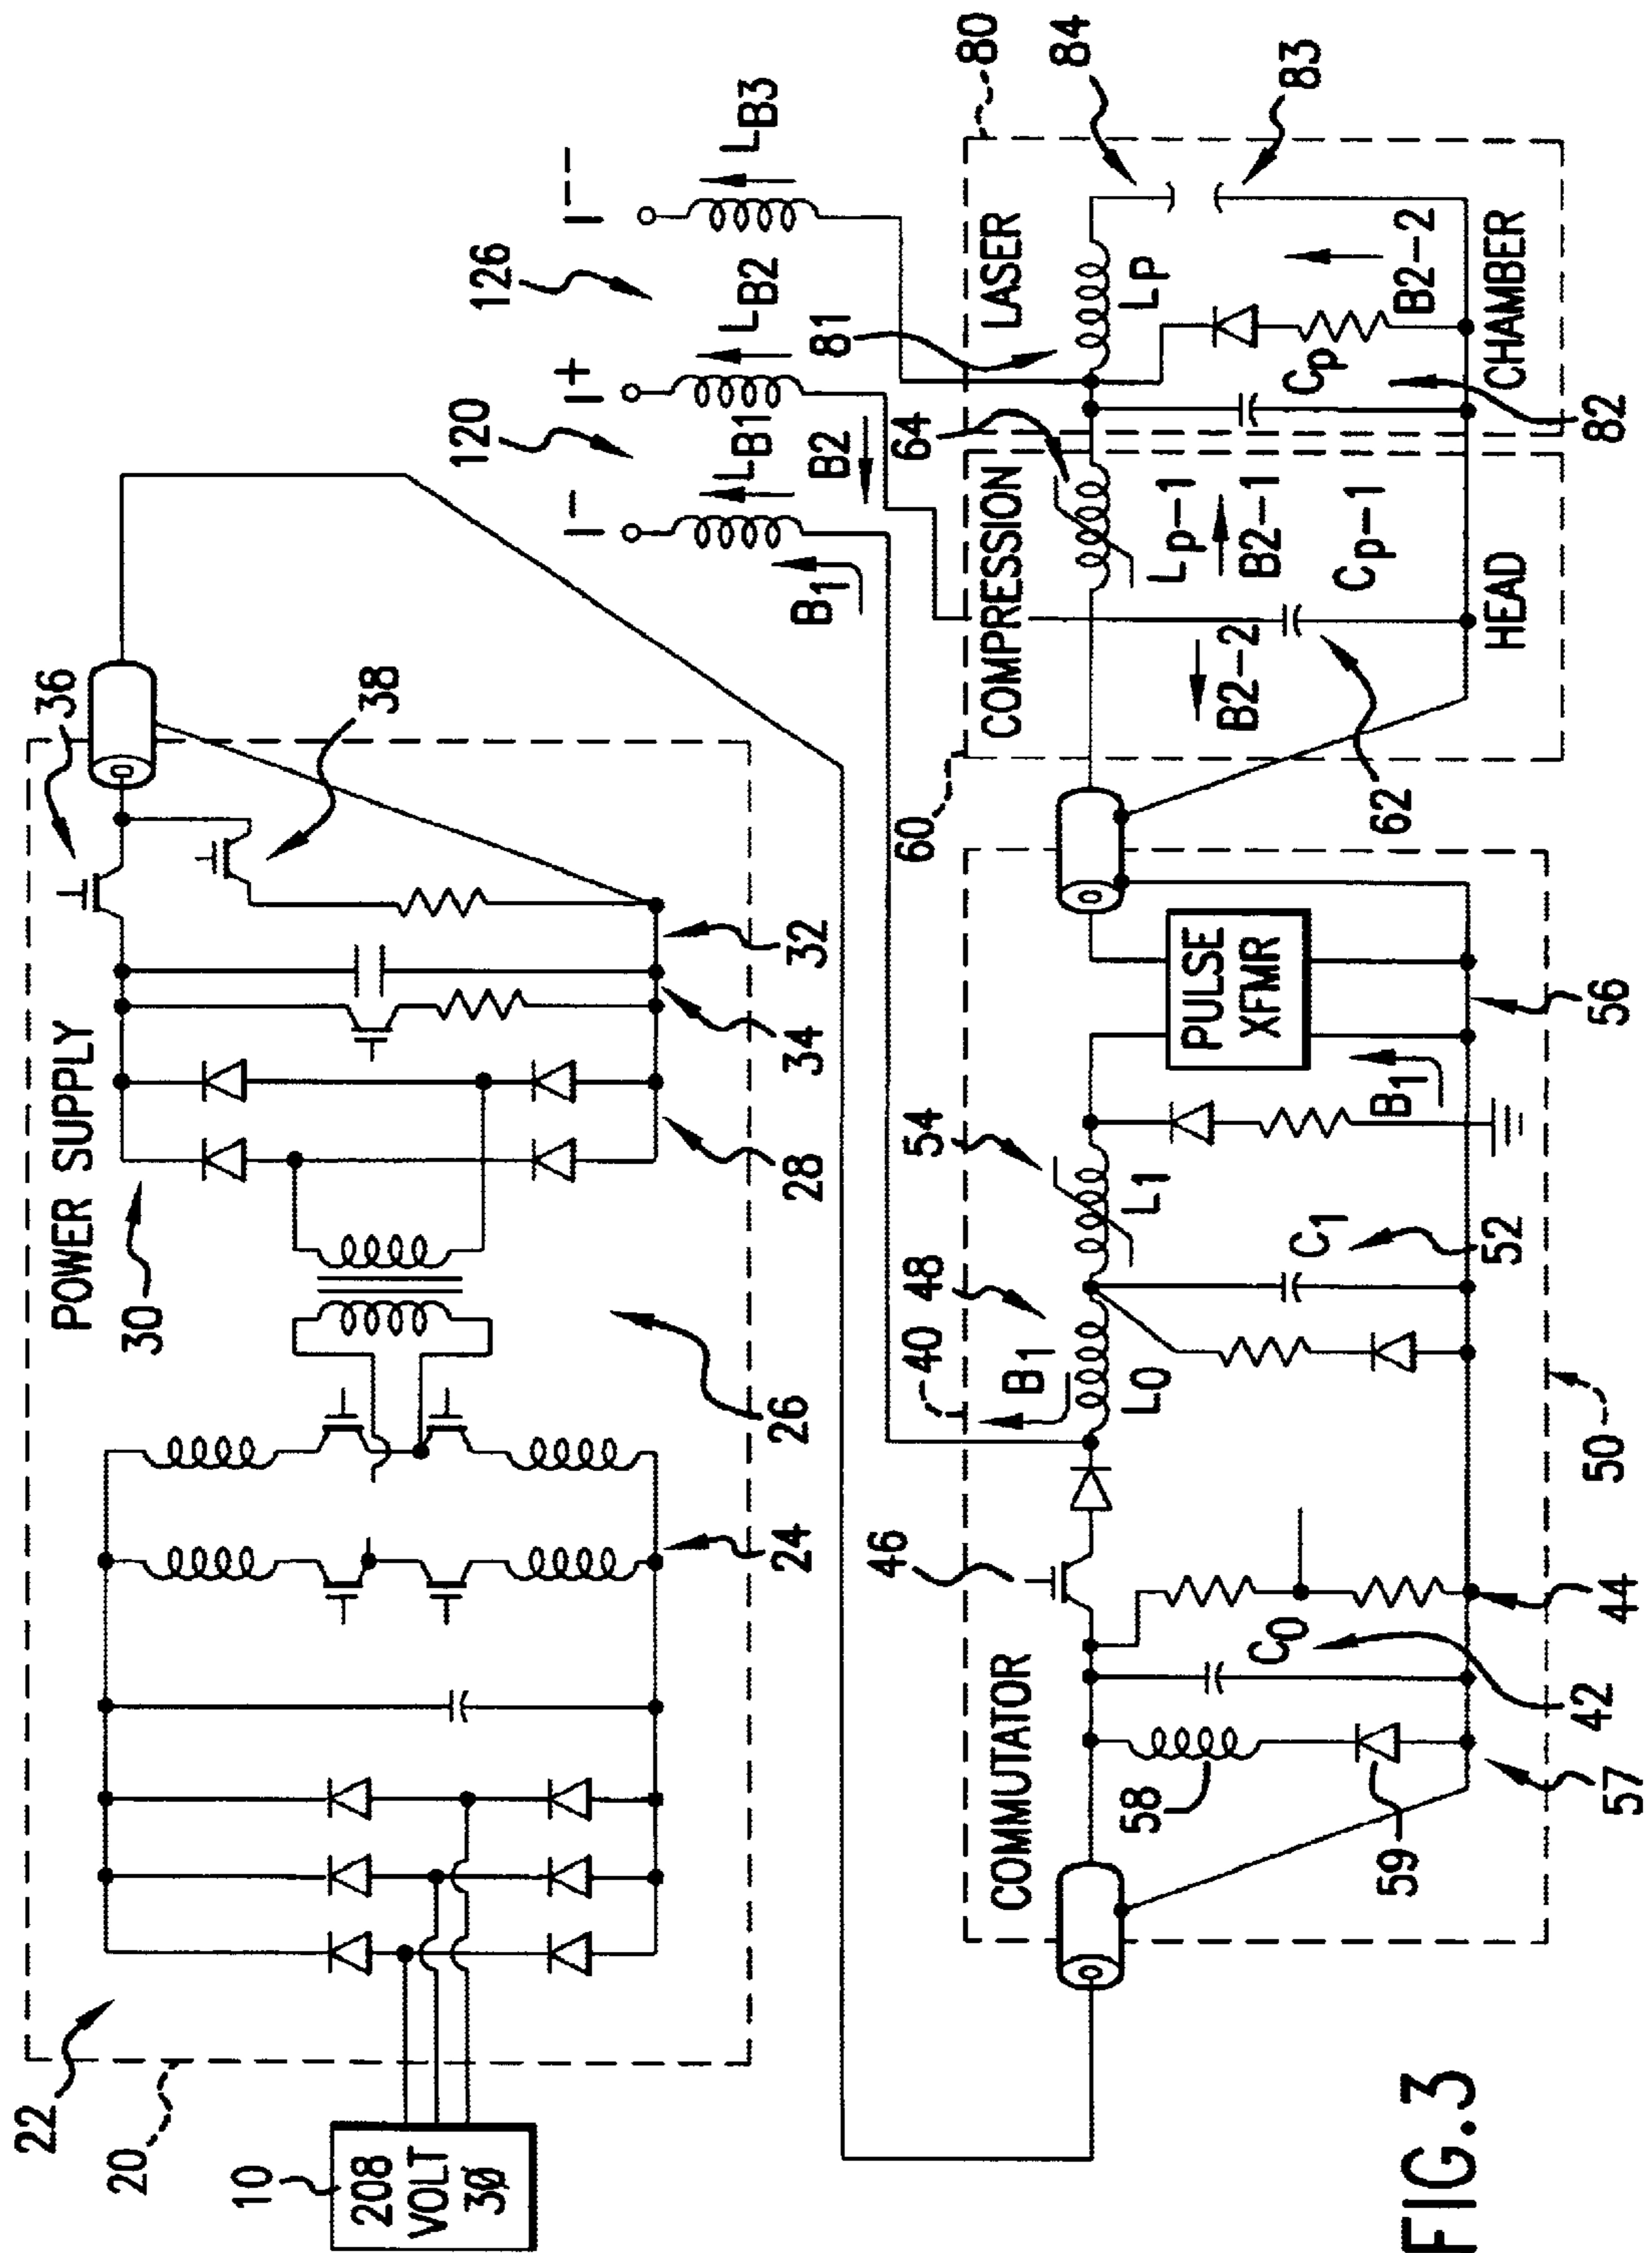 22
20
10
208
VOLT
3Ø
POWER SUPPLY
30
36
38
24
26
28
34
32
120
126
I-
I+
I--
B1
LB1
LB2
LB3
B2
COMMUTATOR
46
40
B1
48
54
L0
L1
58
59
C0
C1
B1
PULSE
XFMR
57
42
44
50
52
56
60
COMPRESSION
HEAD
64
Lp-1
B2-1
B2-2
Cp-1
62
80
LASER
CHAMBER
81
LP
84
83
Cp
B2-2
82
FIG.3